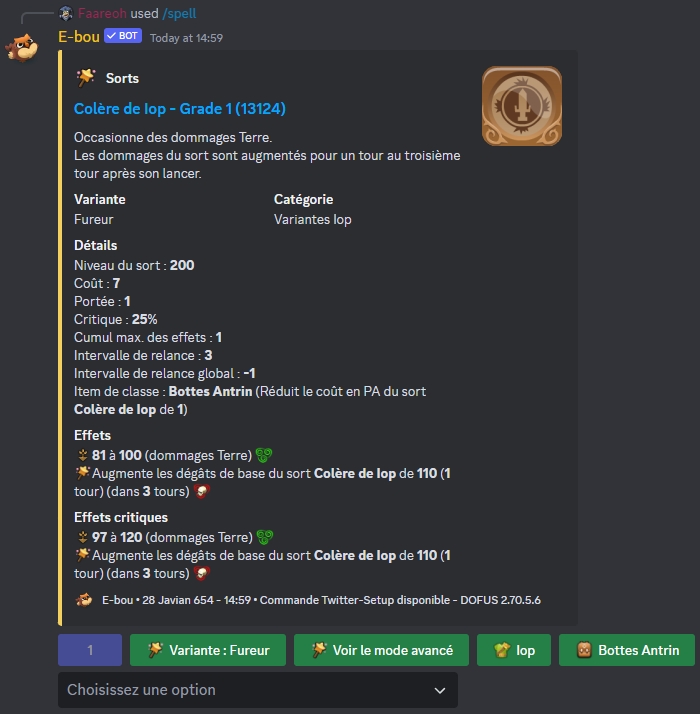 Faareoh used /spell
E-bou ✓ BOT Today at 14:59
Sorts
Colère de Iop - Grade 1 (13124)
Occasionne des dommages Terre.
Les dommages du sort sont augmentés pour un tour au troisième
tour après son lancer.
Variante Catégorie
Fureur Variantes Iop
Détails
Niveau du sort : 200
Coût : 7
Portée : 1
Critique : 25%
Cumul max. des effets : 1
Intervalle de relance : 3
Intervalle de relance global : -1
Item de classe : Bottes Antrin (Réduit le coût en PA du sort
Colère de Iop de 1)
Effets
81 à 100 (dommages Terre)
Augmente les dégâts de base du sort Colère de Iop de 110 (1
tour) (dans 3 tours)
Effets critiques
97 à 120 (dommages Terre)
Augmente les dégâts de base du sort Colère de Iop de 110 (1
tour) (dans 3 tours)
E-bou • 28 Javian 654 - 14:59 • Commande Twitter-Setup disponible - DOFUS 2.70.5.6
1 Variante : Fureur Voir le mode avancé Iop Bottes Antrin
Choisissez une option